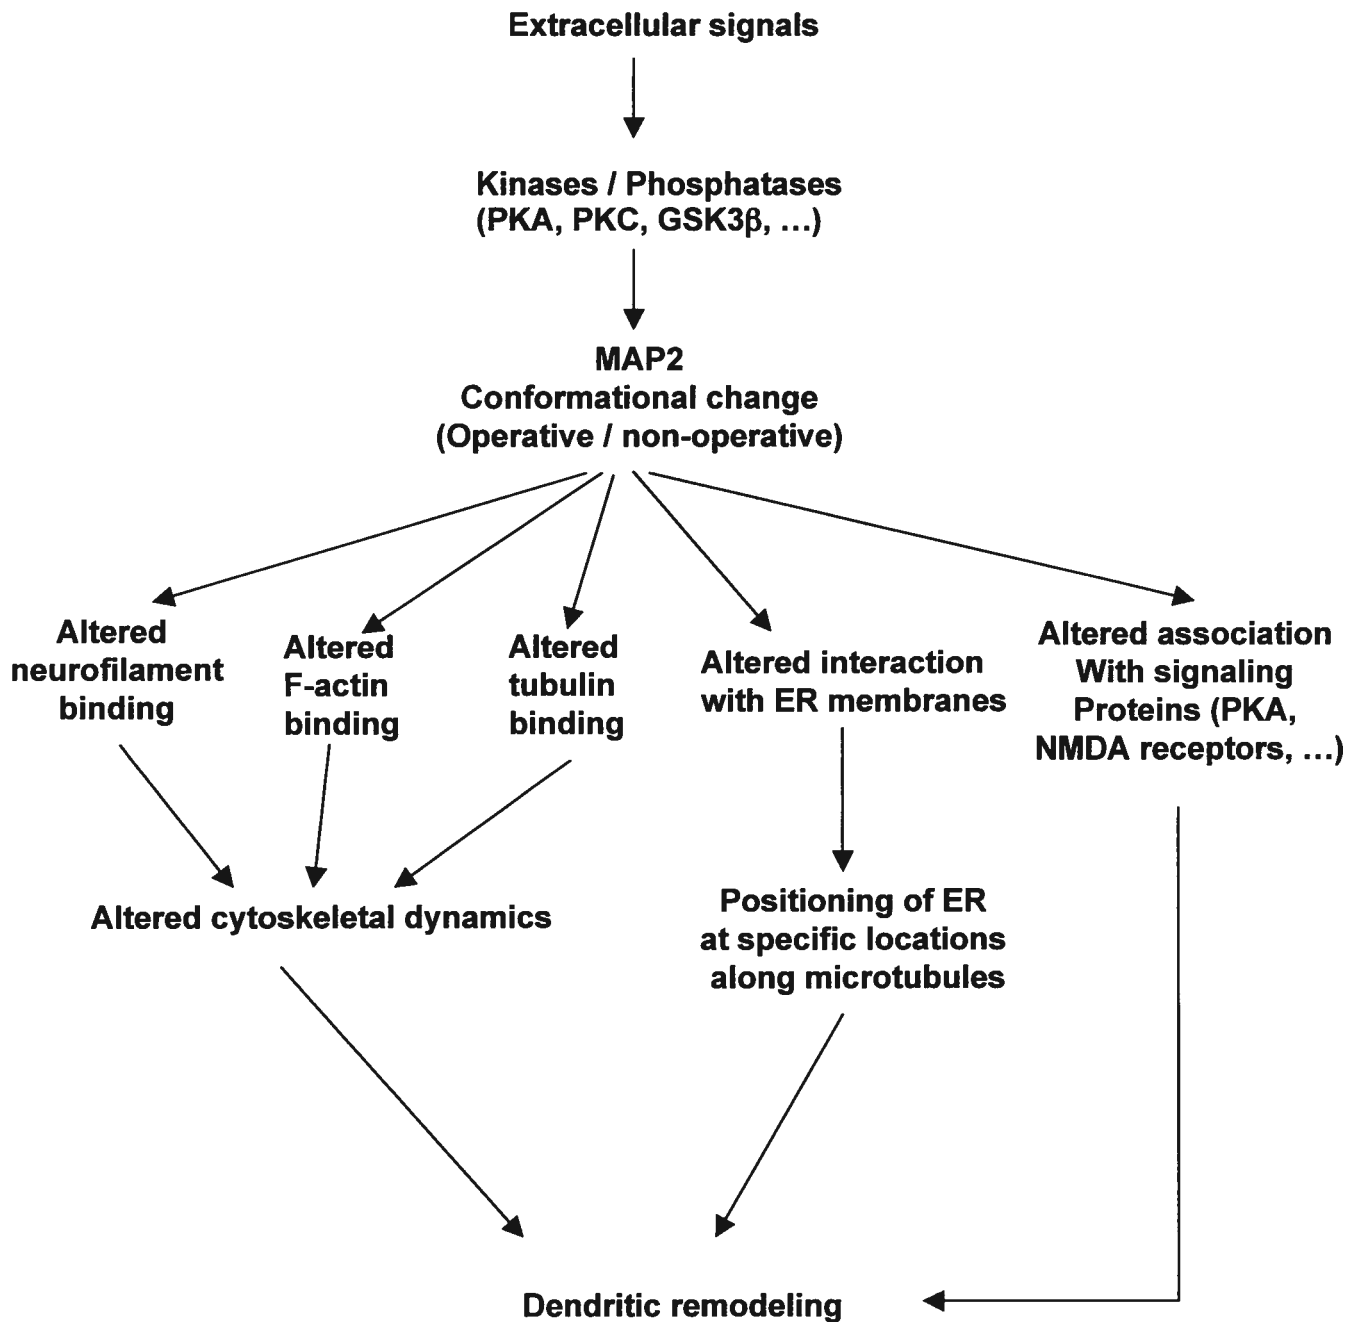 Extracellular signals
Kinases / Phosphatases
(PKA, PKC, GSK3β, ...)
MAP2
Conformational change
(Operative / non-operative)
Altered
neurofilament
binding
Altered
F-actin
binding
Altered
tubulin
binding
Altered interaction
with ER membranes
Altered association
With signaling
Proteins (PKA,
NMDA receptors, ...)
Altered cytoskeletal dynamics
Positioning of ER
at specific locations
along microtubules
Dendritic remodeling